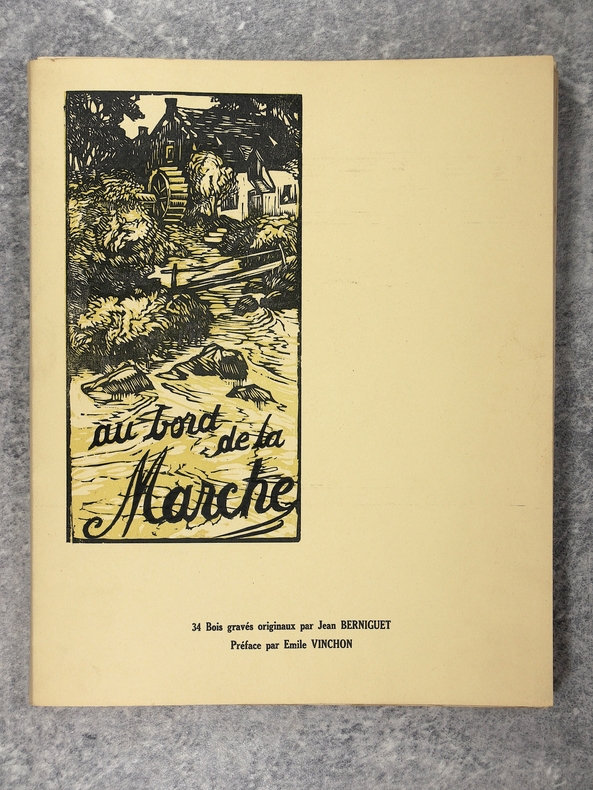 au bord
de la
Marche
34 Bois gravés originaux par Jean BERNIGUET
Préface par Emile VINCHON